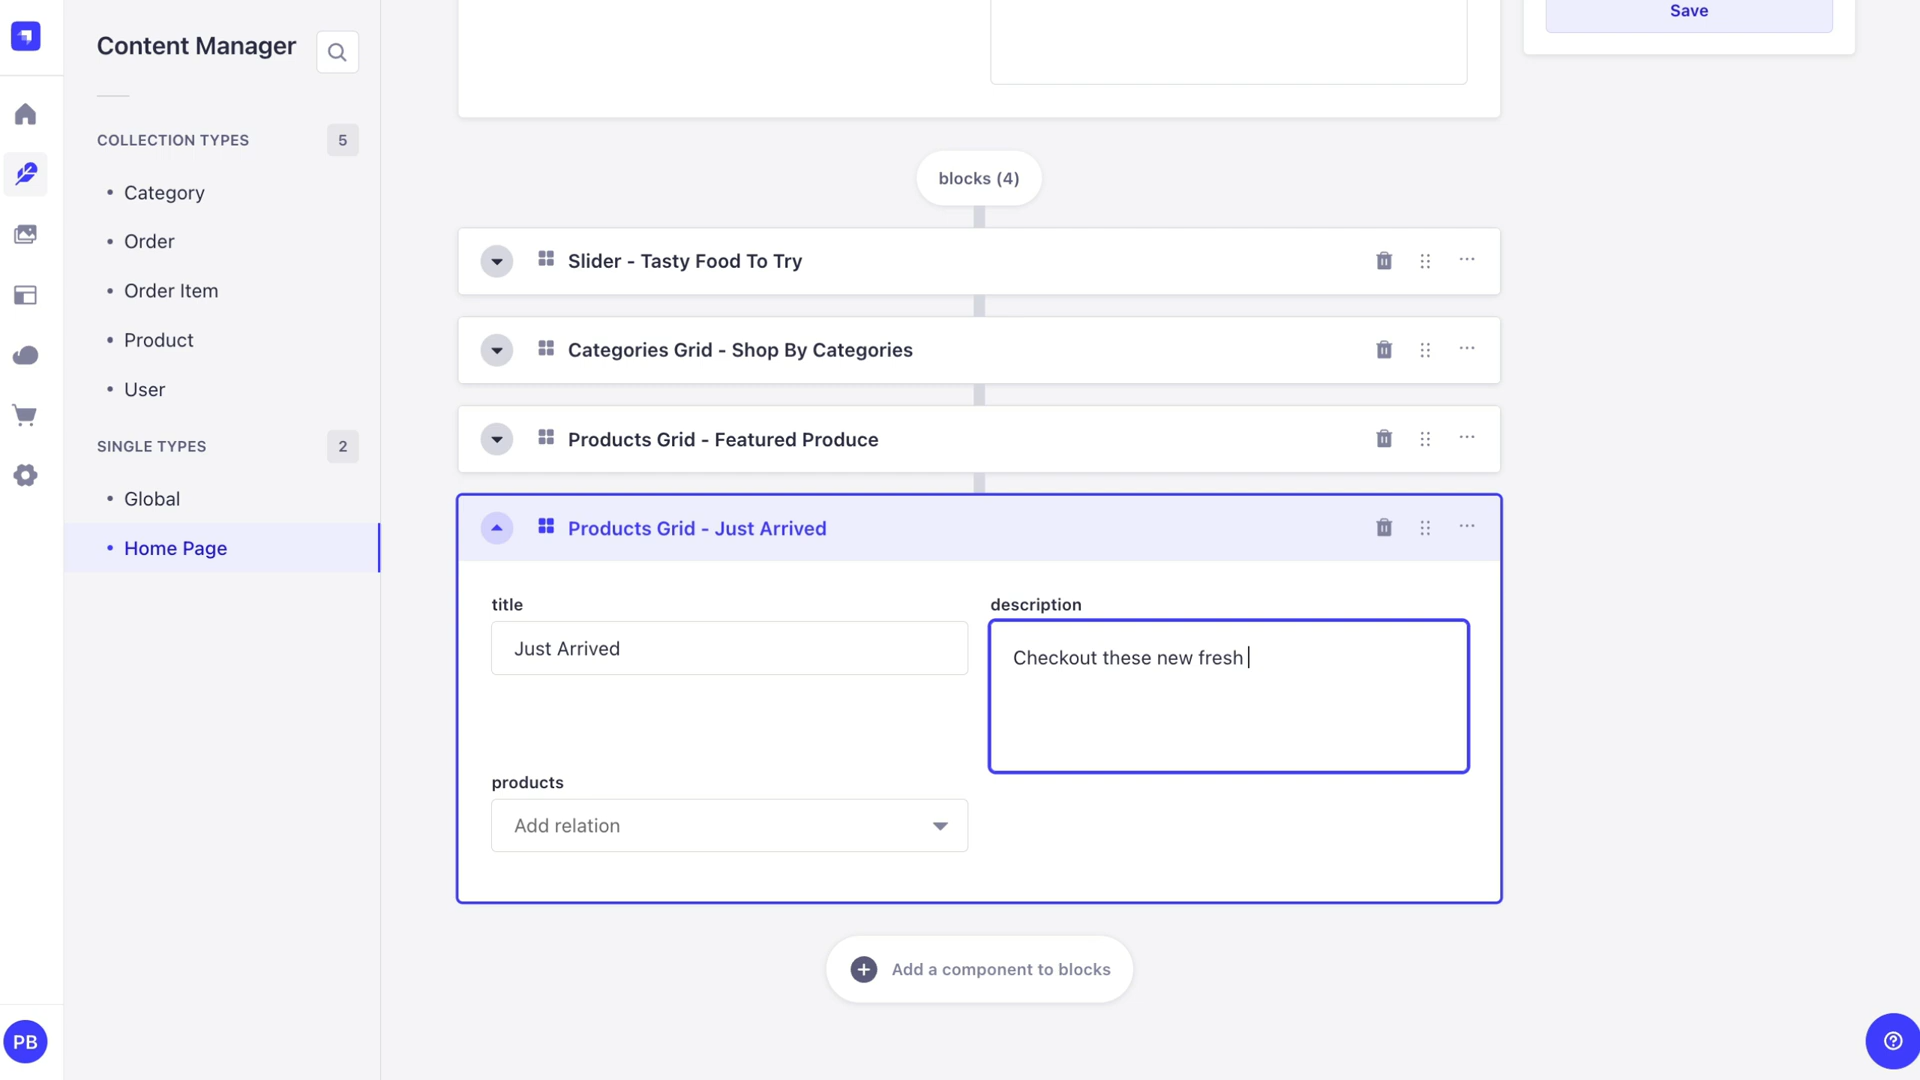 Content Manager
COLLECTION TYPES 5
Category
Order
Order Item
Product
User
SINGLE TYPES 2
Global
Home Page
PB
Save
blocks (4)
Slider - Tasty Food To Try
Categories Grid - Shop By Categories
Products Grid - Featured Produce
Products Grid - Just Arrived
title
Just Arrived
description
Checkout these new fresh
products
Add relation
Add a component to blocks